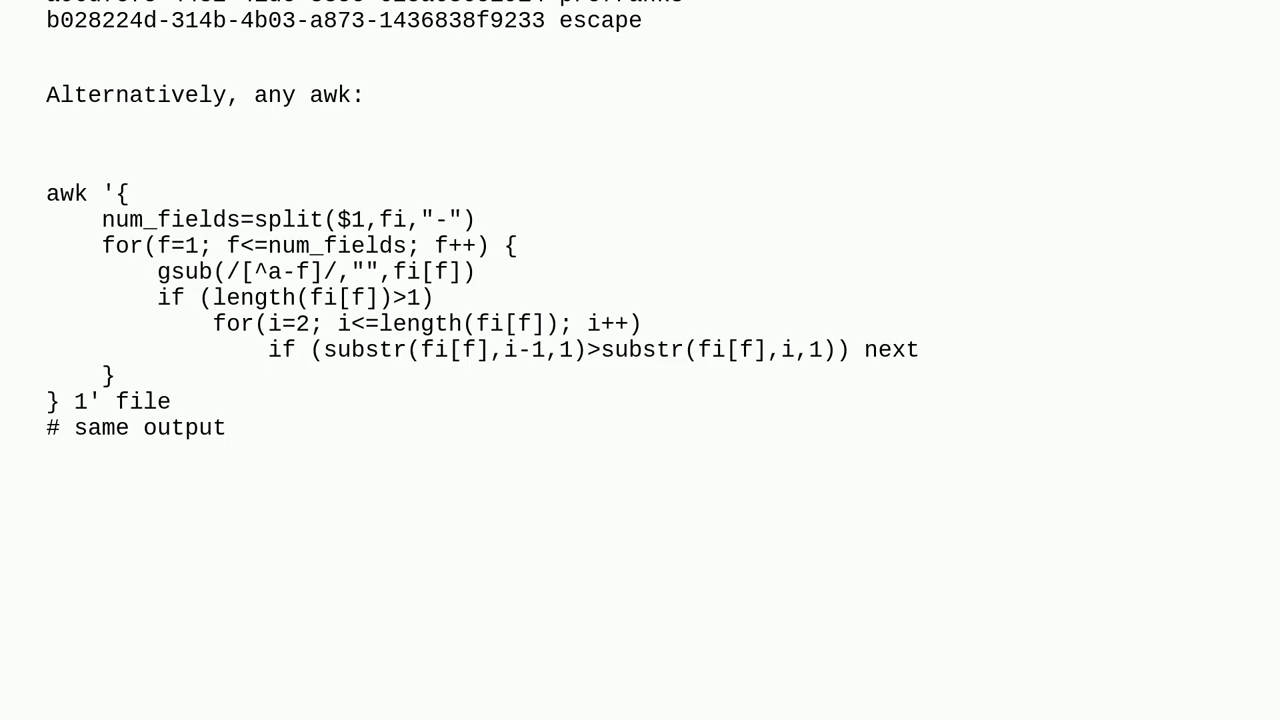 b028224d-314b-4b03-a873-1436838f9233 escape
Alternatively, any awk:
awk '{
    num_fields=split($1,fi,"-")
    for(f=1; f<=num_fields; f++) {
        gsub(/[^a-f]/,"",fi[f])
        if (length(fi[f])>1)
            for(i=2; i<=length(fi[f]); i++)
                if (substr(fi[f],i-1,1)>substr(fi[f],i,1)) next
    }
} 1' file
# same output